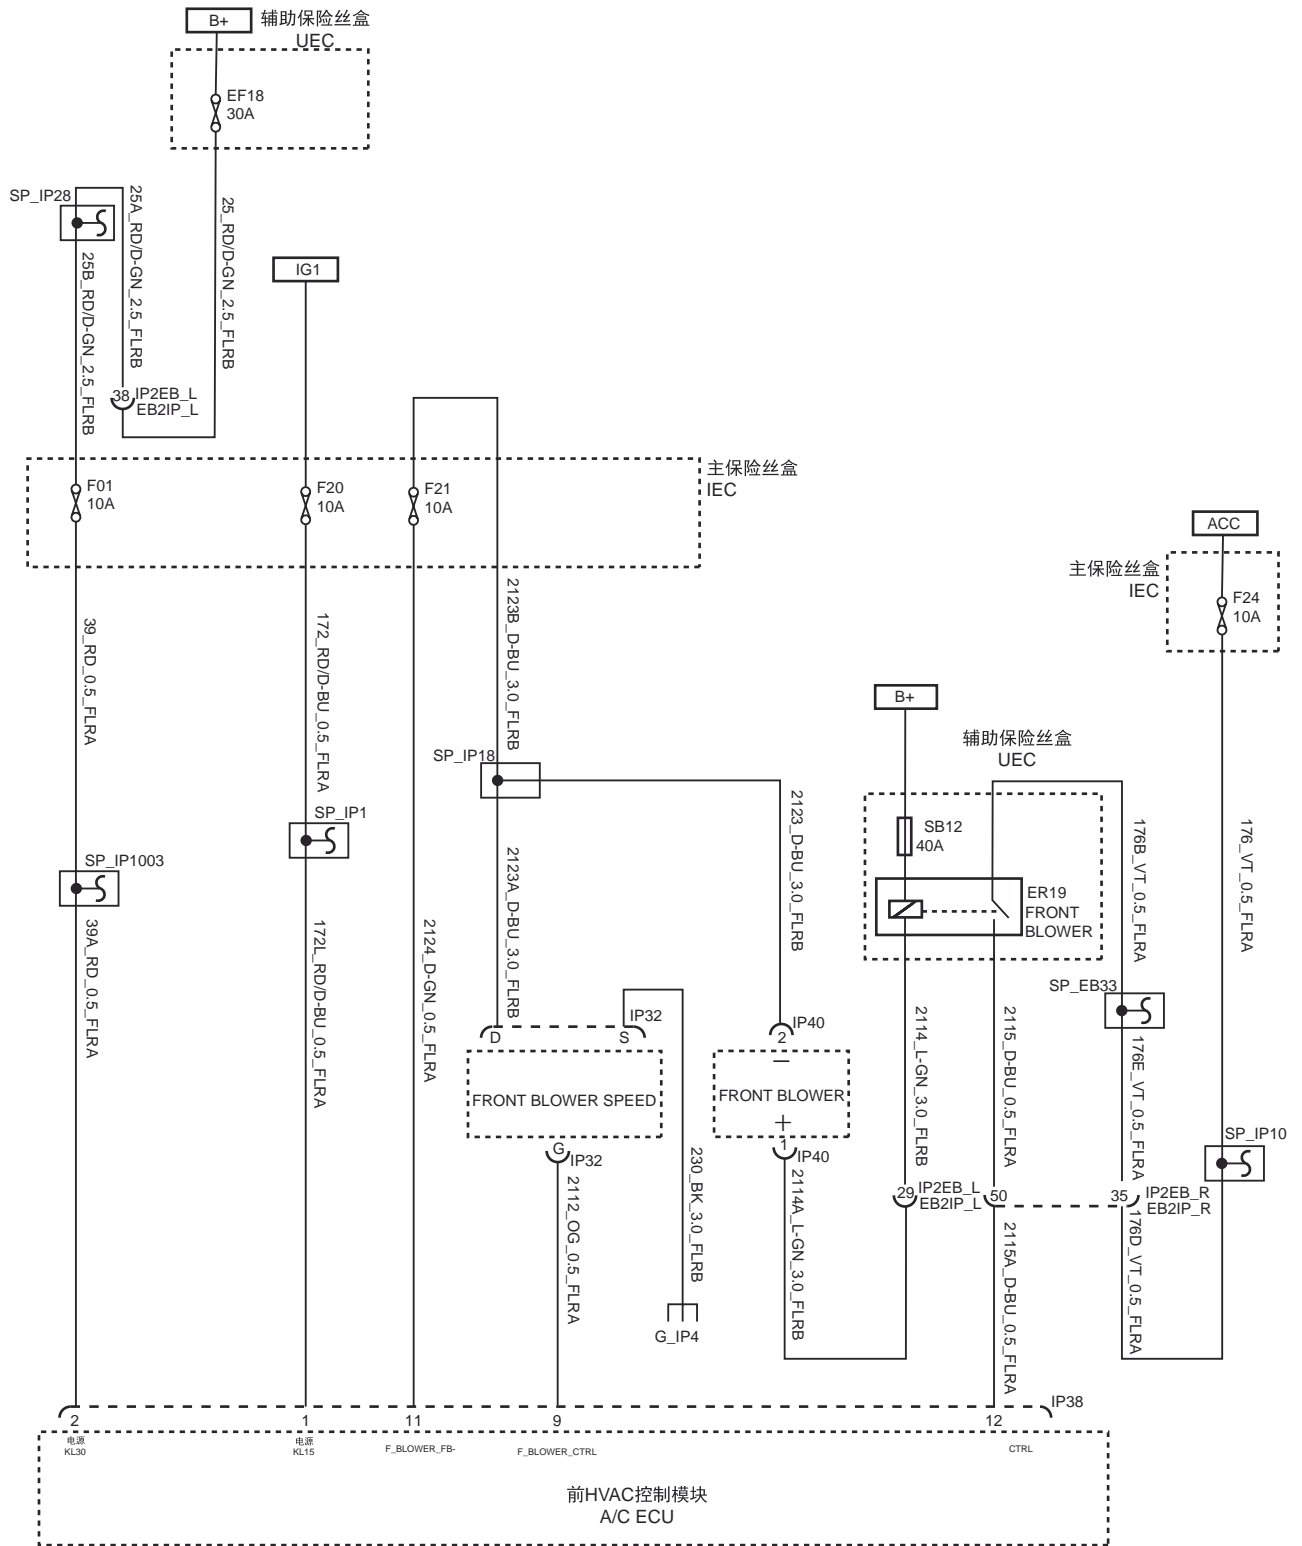 B+
辅助保险丝盒
UEC
EF18
30A
SP_IP28
25A_RD/D-GN_2.5_FLRB
25_RD/D-GN_2.5_FLRB
25B_RD/D-GN_2.5_FLRB
IG1
38
IP2EB_L
EB2IP_L
主保险丝盒
IEC
F01
10A
F20
10A
F21
10A
ACC
主保险丝盒
IEC
F24
10A
39_RD_0.5_FLRA
172_RD/D-BU_0.5_FLRA
2123B_D-BU_3.0_FLRB
B+
辅助保险丝盒
UEC
SP_IP18
SP_IP1
2123_D-BU_3.0_FLRB
SB12
40A
176B_VT_0.5_FLRA
176_VT_0.5_FLRA
SP_IP1003
2123A_D-BU_3.0_FLRB
ER19
FRONT
BLOWER
39A_RD_0.5_FLRA
172L_RD/D-BU_0.5_FLRA
2124_D-GN_0.5_FLRA
SP_EB33
D
S
IP32
IP40
2
2114_L-GN_3.0_FLRB
2115_D-BU_0.5_FLRA
176E_VT_0.5_FLRA
FRONT BLOWER SPEED
−
FRONT BLOWER
+
SP_IP10
G
IP32
1
IP40
2112_OG_0.5_FLRA
230_BK_3.0_FLRB
2114A_L-GN_3.0_FLRB
29
IP2EB_L
EB2IP_L
50
35
IP2EB_R
EB2IP_R
2115A_D-BU_0.5_FLRA
176D_VT_0.5_FLRA
G_IP4
IP38
2
1
11
9
12
电源
KL30
电源
KL15
F_BLOWER_FB-
F_BLOWER_CTRL
CTRL
前HVAC控制模块
A/C ECU